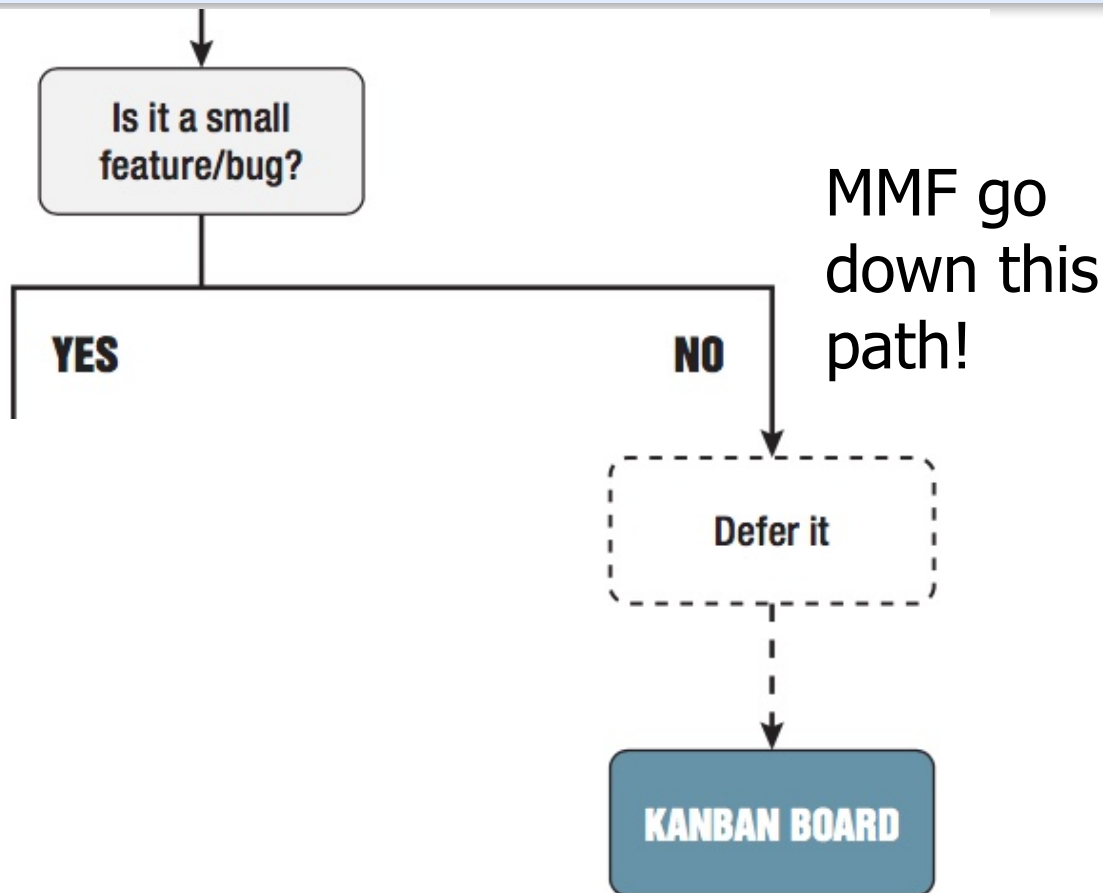 Is it a small
feature/bug?
MMF go
down this
path!
YES
NO
Defer it
KANBAN BOARD